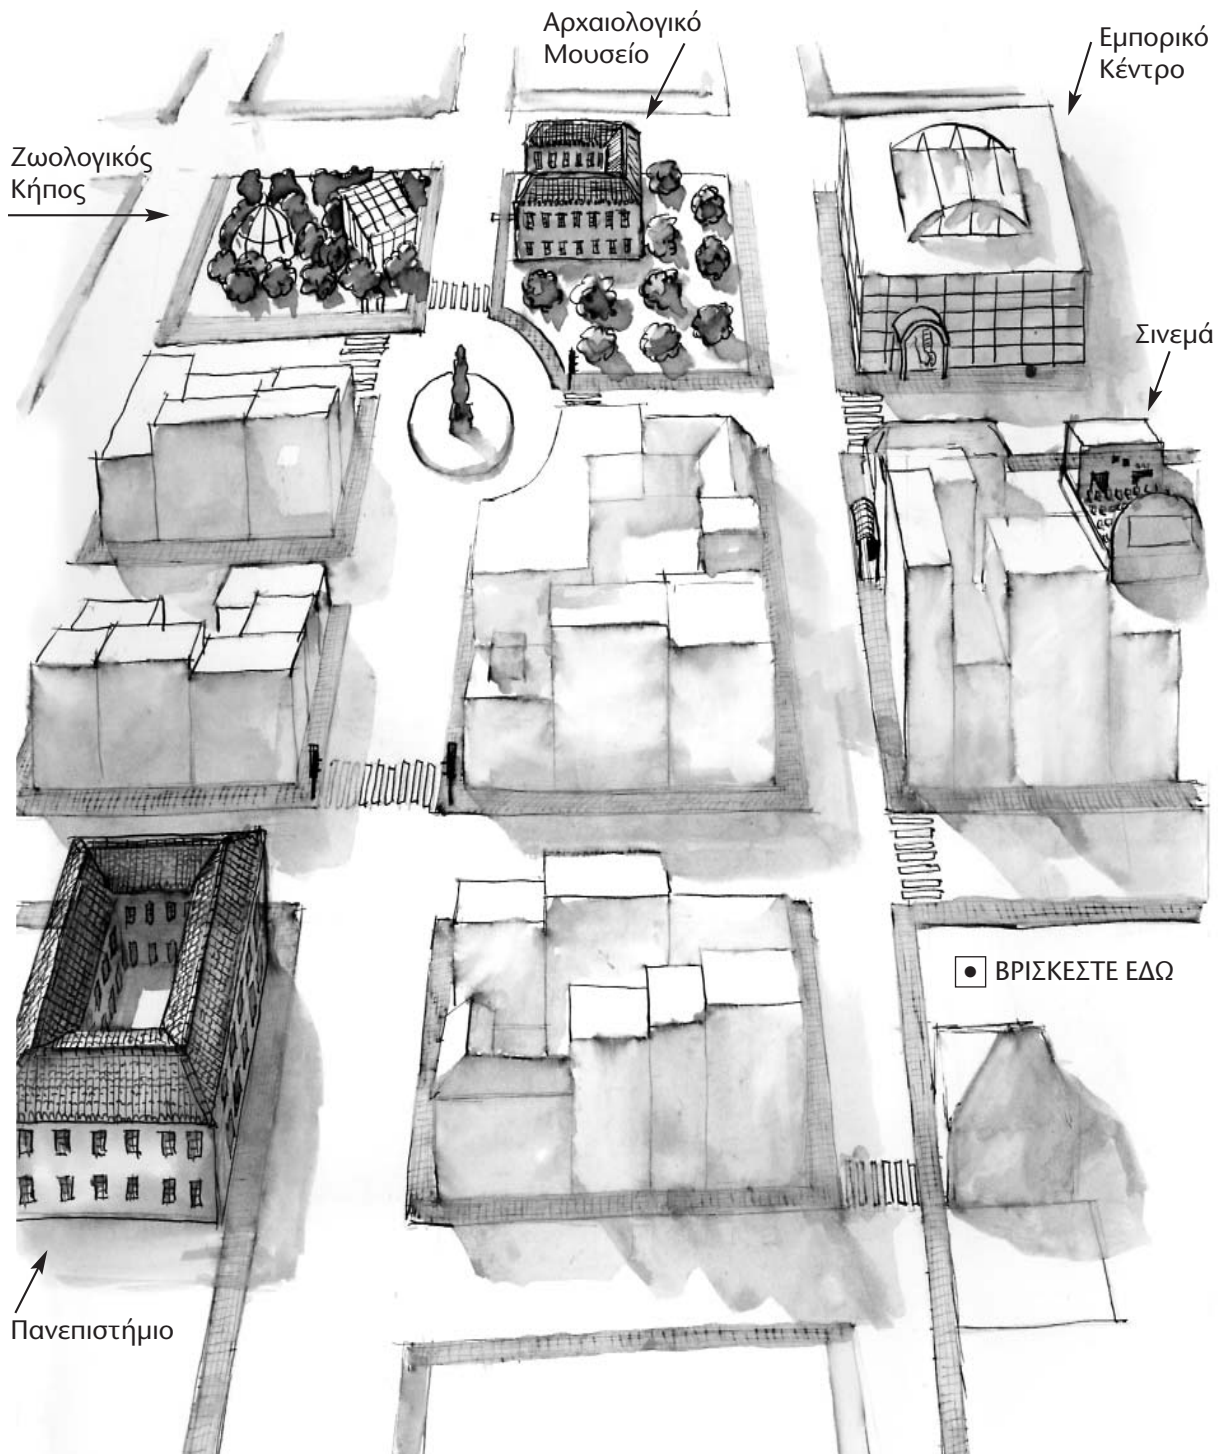 Αρχαιολογικό
Μουσείο
Εμπορικό
Κέντρο
Ζωολογικός
Κήπος
Σινεμά
ΒΡΙΣΚΕΣΤΕ ΕΔΩ
Πανεπιστήμιο